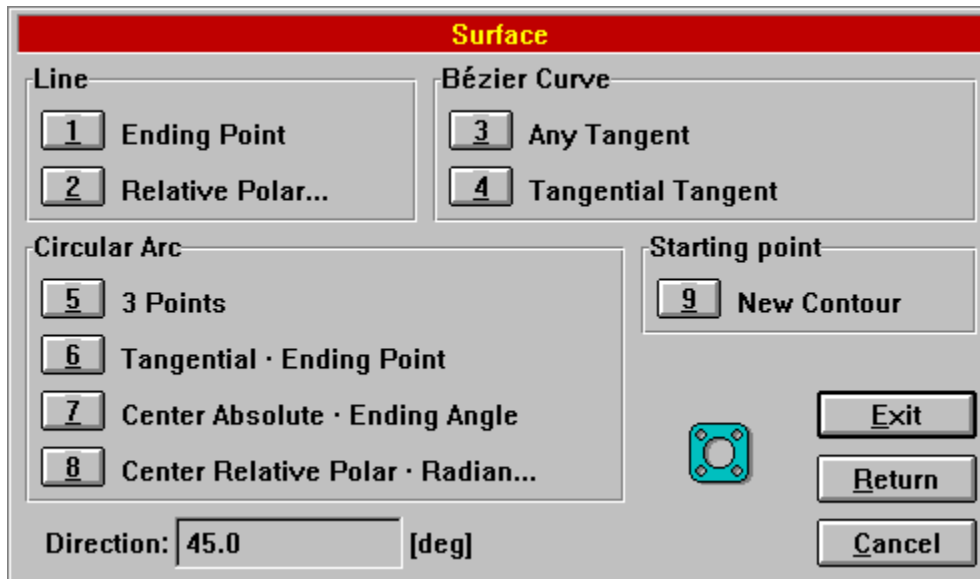 Surface
Line
1 Ending Point
2 Relative Polar...
Bézier Curve
3 Any Tangent
4 Tangential Tangent
Circular Arc
5 3 Points
6 Tangential · Ending Point
7 Center Absolute · Ending Angle
8 Center Relative Polar · Radian...
Starting point
9 New Contour
Exit
Return
Cancel
Direction: 45.0 [deg]